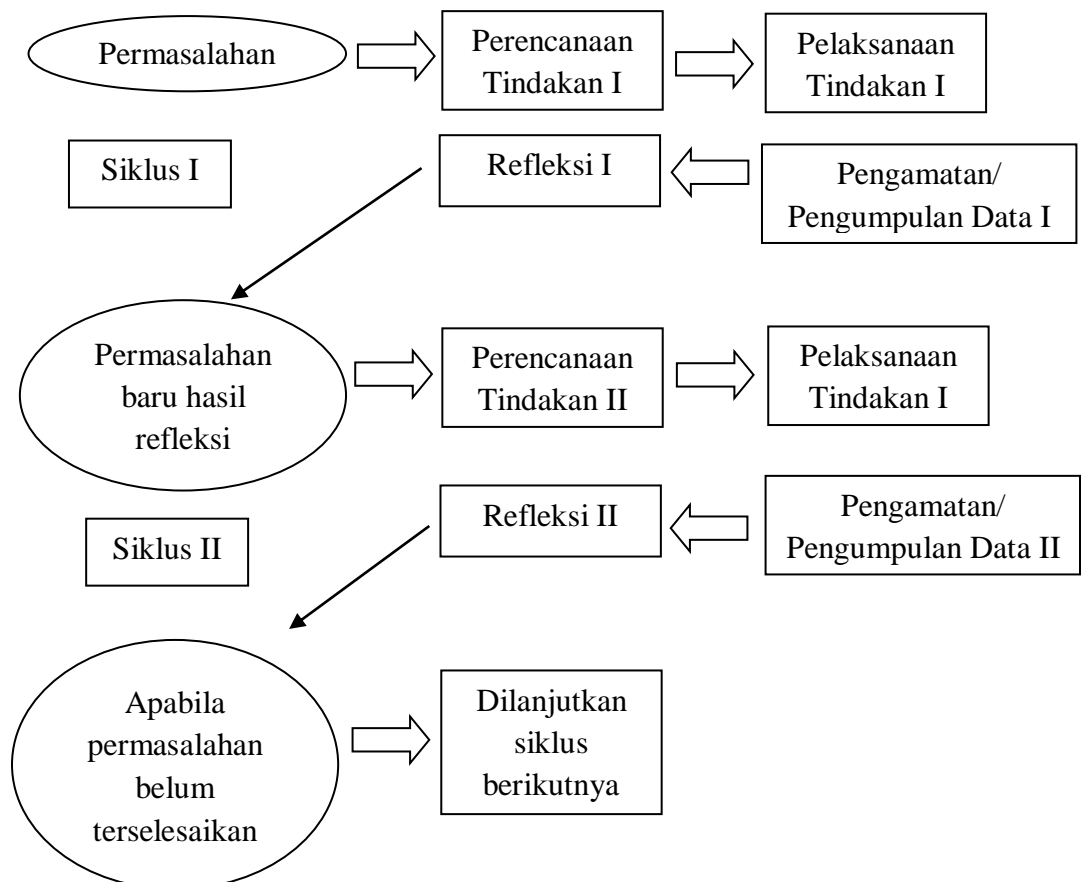 Permasalahan
Perencanaan
Tindakan I
Pelaksanaan
Tindakan I
Siklus I
Refleksi I
Pengamatan/
Pengumpulan Data I
Permasalahan
baru hasil
refleksi
Perencanaan
Tindakan II
Pelaksanaan
Tindakan I
Siklus II
Refleksi II
Pengamatan/
Pengumpulan Data II
Apabila
permasalahan
belum
terselesaikan
Dilanjutkan
siklus
berikutnya